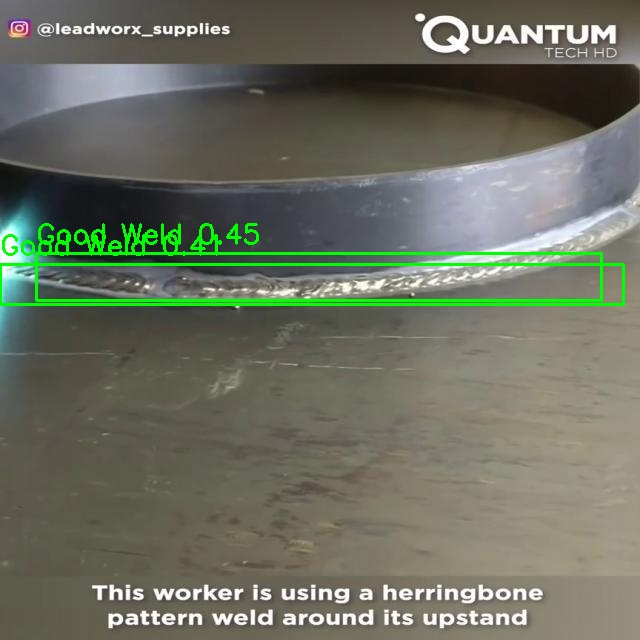 @leadworx_supplies
QUANTUM
TECH HD
Good Weld 0.45
Good Weld 0.41
This worker is using a herringbone
pattern weld around its upstand